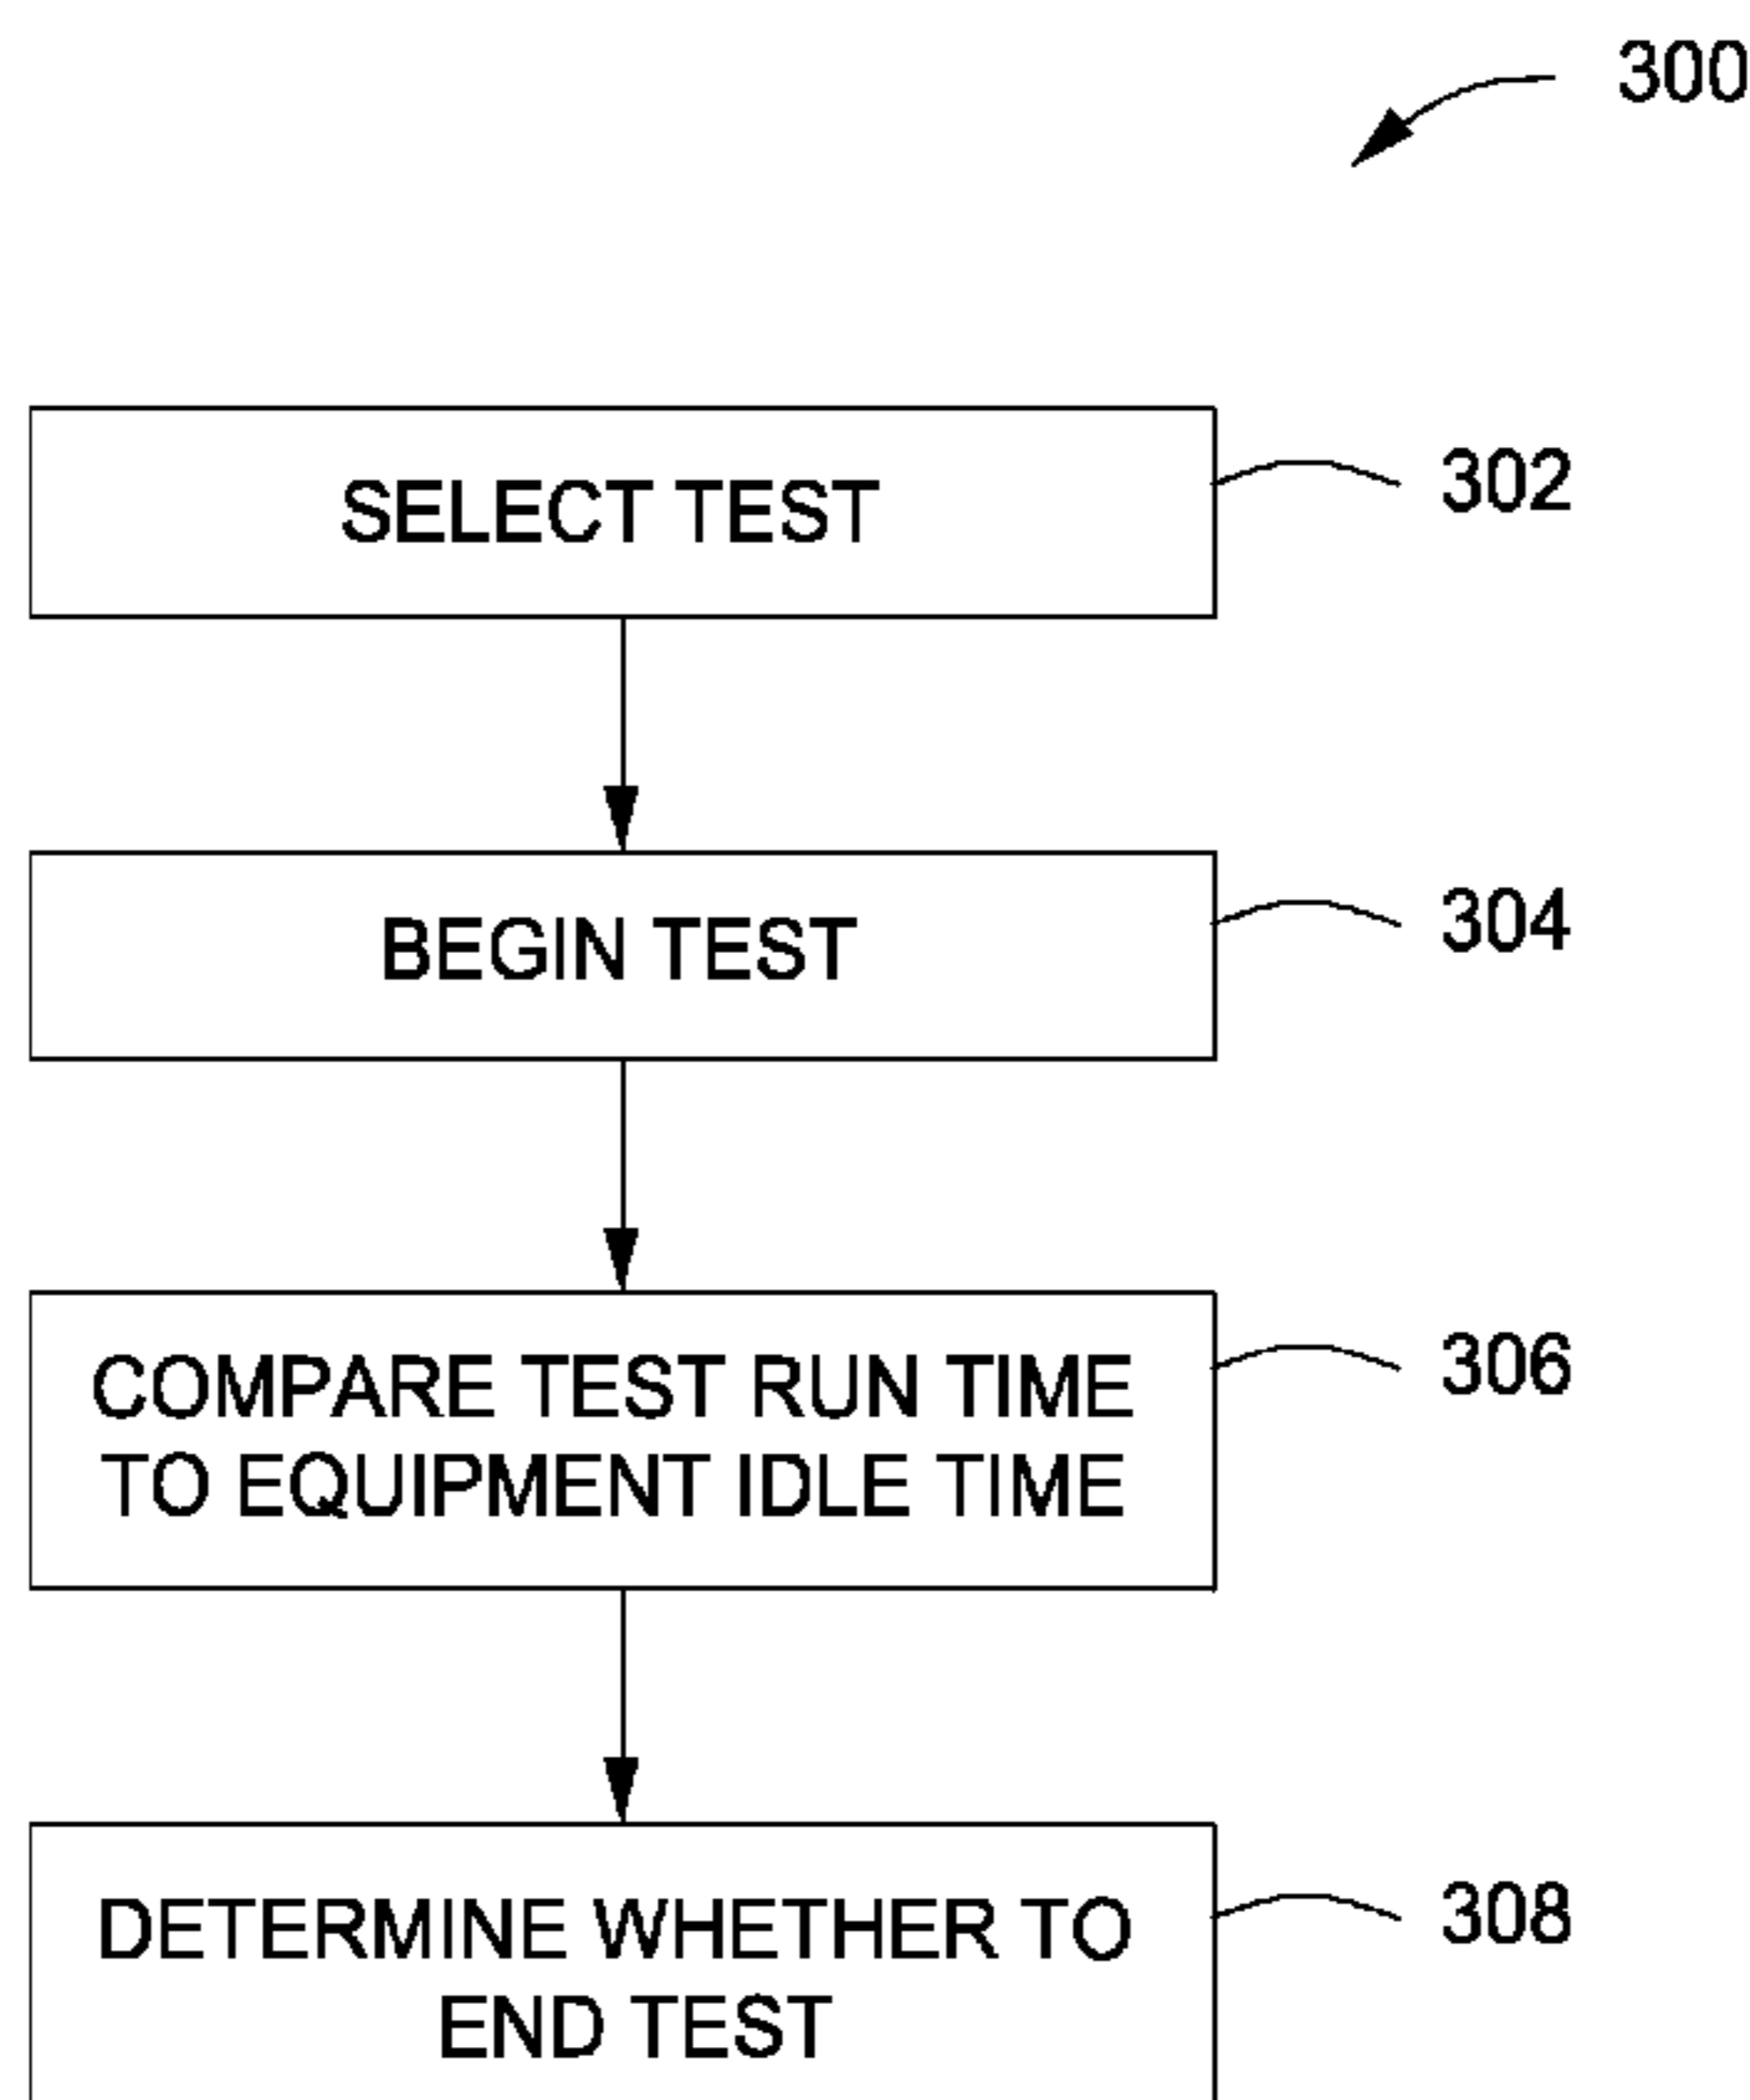 300
SELECT TEST
302
BEGIN TEST
304
COMPARE TEST RUN TIME
TO EQUIPMENT IDLE TIME
306
DETERMINE WHETHER TO
END TEST
308